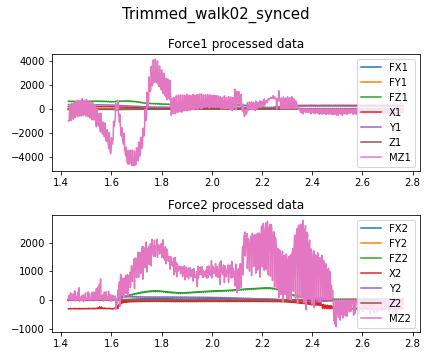 Trimmed_walk02_synced
Force1 processed data
4000
2000
0
−2000
−4000
FX1
FY1
FZ1
X1
Y1
Z1
MZ1
1.4 1.6 1.8 2.0 2.2 2.4 2.6 2.8
Force2 processed data
2000
1000
0
−1000
FX2
FY2
FZ2
X2
Y2
Z2
MZ2
1.4 1.6 1.8 2.0 2.2 2.4 2.6 2.8